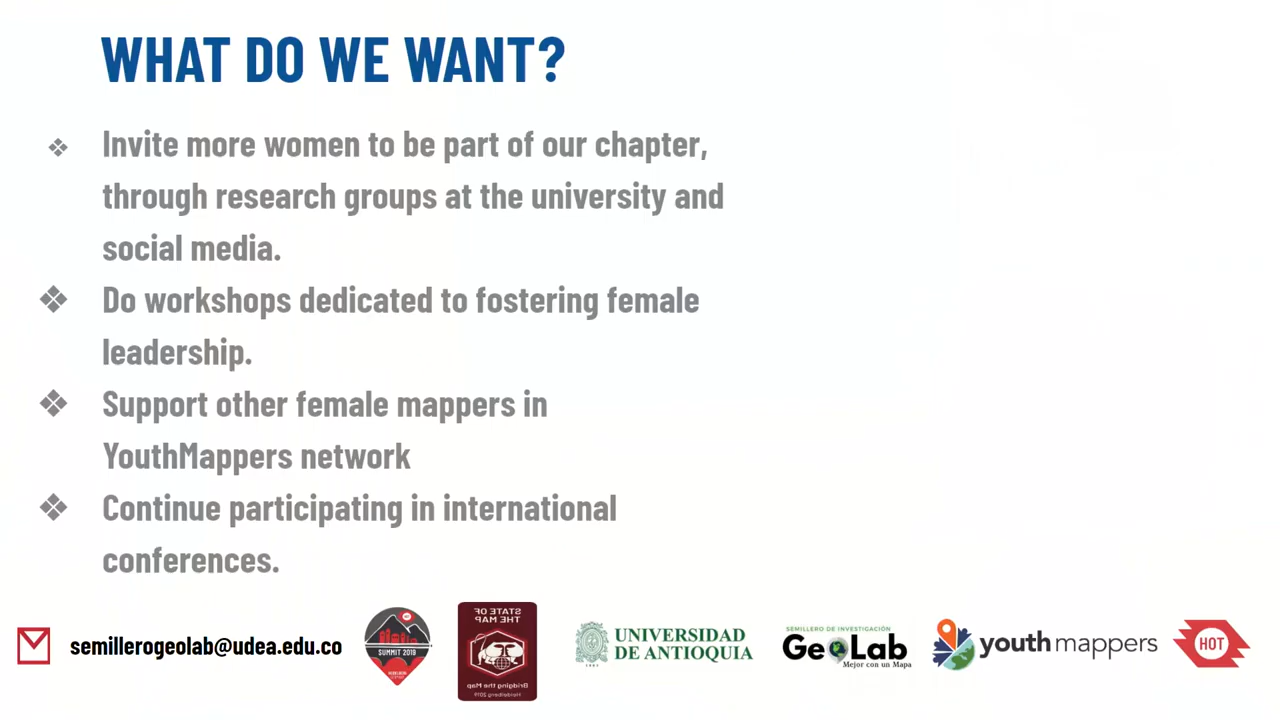 WHAT DO WE WANT?
Invite more women to be part of our chapter,
through research groups at the university and
social media.
Do workshops dedicated to fostering female
leadership.
Support other female mappers in
YouthMappers network
Continue participating in international
conferences.
semillerogeolab@udea.edu.co
SUMMIT 2019
STATE OF
THE MAP
Bridging the Map
Heidelberg 2019
UNIVERSIDAD
DE ANTIOQUIA
SEMILLERO DE INVESTIGACIÓN
GeoLab
Mejor con un Mapa
youthmappers
HOT